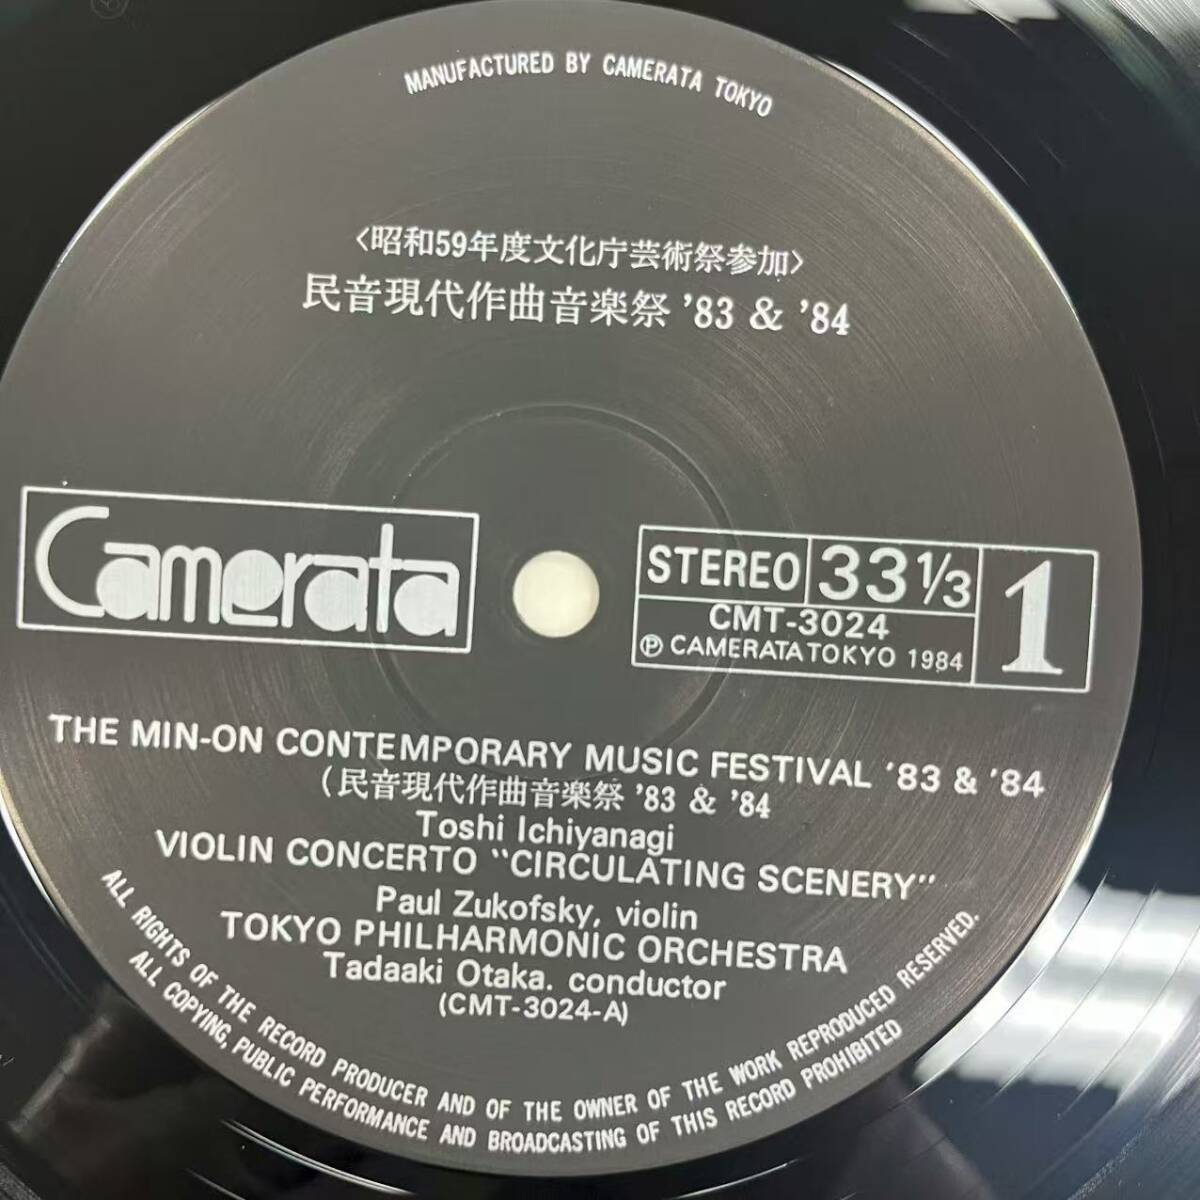 MANUFACTURED BY CAMERATA TOKYO
〈昭和59年度文化庁芸術祭参加〉
民音現代作曲音楽祭 '83 & '84
Camerata
STEREO 33 1/3 1
CMT-3024
Ⓟ CAMERATA TOKYO 1984
THE MIN-ON CONTEMPORARY MUSIC FESTIVAL '83 & '84
(民音現代作曲音楽祭 '83 & '84
Toshi Ichiyanagi
VIOLIN CONCERTO "CIRCULATING SCENERY"
Paul Zukofsky, violin
TOKYO PHILHARMONIC ORCHESTRA
Tadaaki Otaka. conductor
(CMT-3024-A)
ALL RIGHTS OF THE RECORD PRODUCER AND OF THE OWNER OF THE WORK REPRODUCED RESERVED.
ALL COPYING, PUBLIC PERFORMANCE AND BROADCASTING OF THIS RECORD PROHIBITED